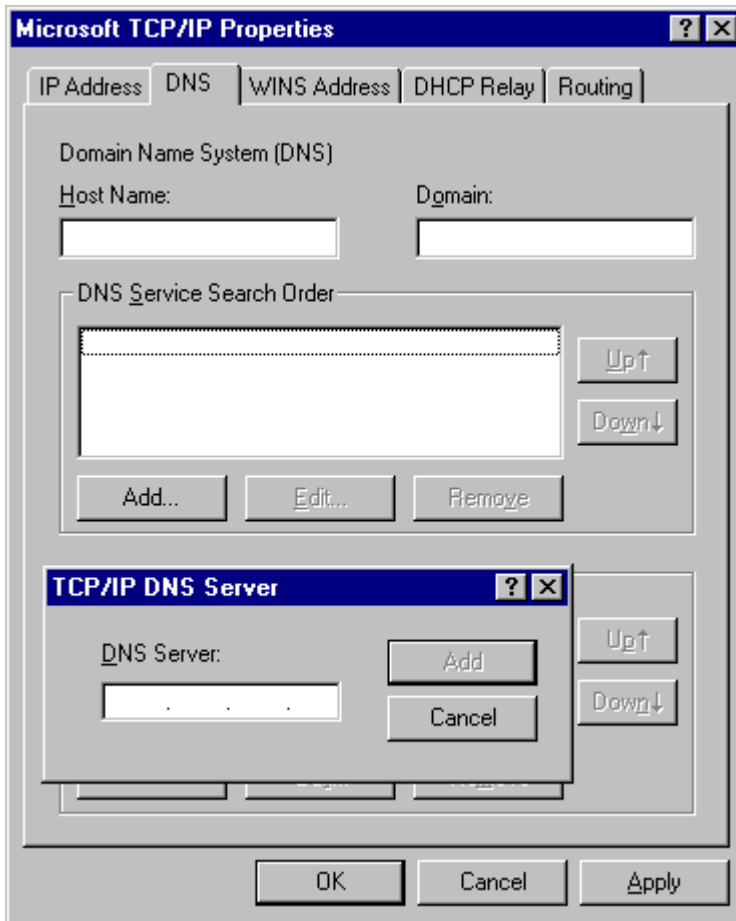 Microsoft TCP/IP Properties
IP Address DNS WINS Address DHCP Relay Routing
Domain Name System (DNS)
Host Name: Domain:
DNS Service Search Order
Up↑
Down↓
Add... Edit... Remove
TCP/IP DNS Server
DNS Server:
. . .
Add
Cancel
Up↑
Down↓
OK Cancel Apply